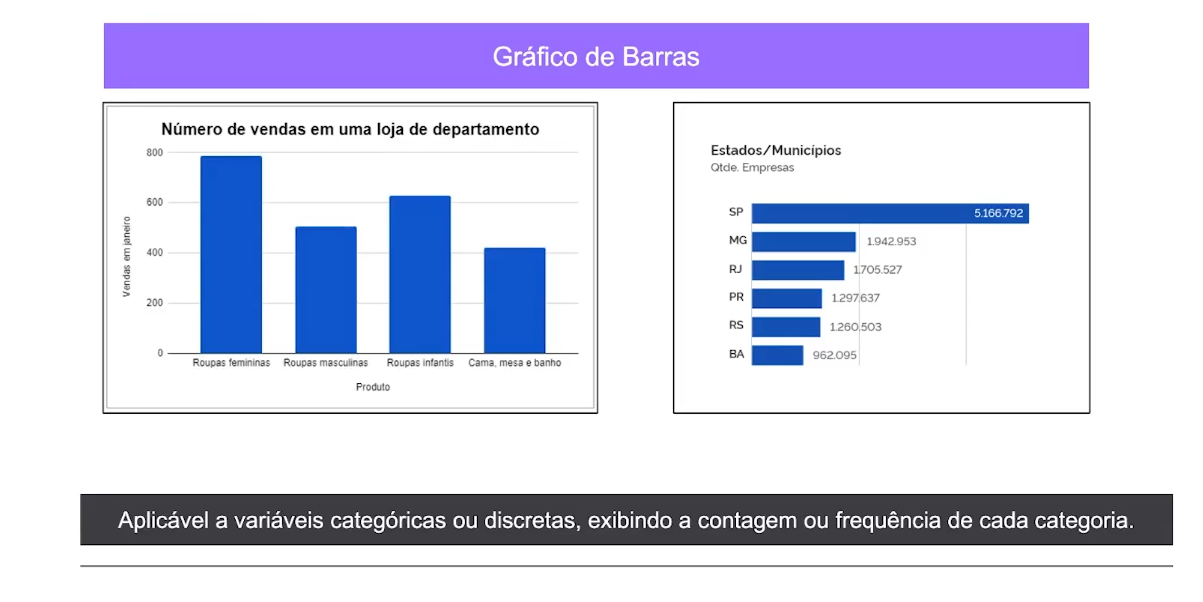 Gráfico de Barras
Número de vendas em uma loja de departamento
Vendas em janeiro
800
600
400
200
0
Roupas femininas Roupas masculinas Roupas infantis Cama, mesa e banho
Produto
Estados/Municípios
Qtde. Empresas
SP 5.166.792
MG 1.942.953
RJ 1.705.527
PR 1.297.637
RS 1.260.503
BA 962.095
Aplicável a variáveis categóricas ou discretas, exibindo a contagem ou frequência de cada categoria.